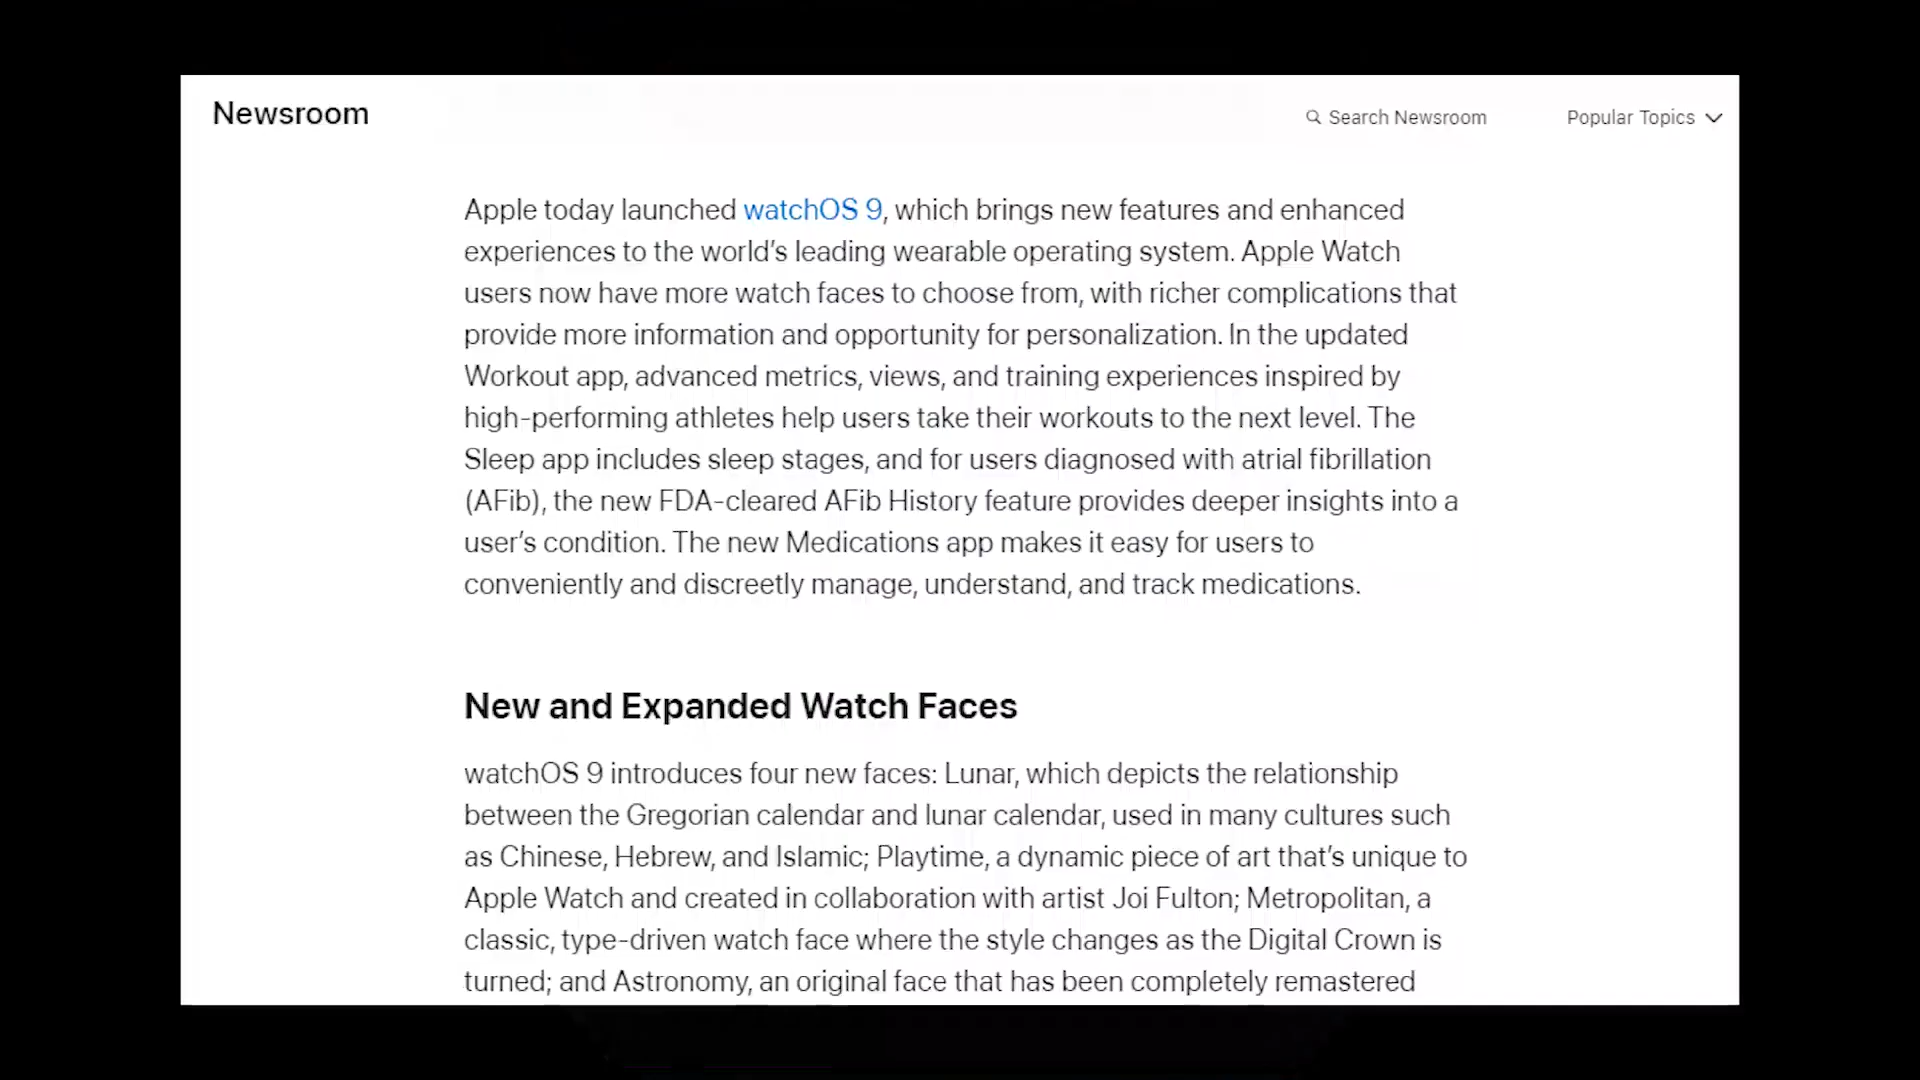 Newsroom
Search Newsroom
Popular Topics
Apple today launched watchOS 9, which brings new features and enhanced
experiences to the world’s leading wearable operating system. Apple Watch
users now have more watch faces to choose from, with richer complications that
provide more information and opportunity for personalization. In the updated
Workout app, advanced metrics, views, and training experiences inspired by
high-performing athletes help users take their workouts to the next level. The
Sleep app includes sleep stages, and for users diagnosed with atrial fibrillation
(AFib), the new FDA-cleared AFib History feature provides deeper insights into a
user’s condition. The new Medications app makes it easy for users to
conveniently and discreetly manage, understand, and track medications.
New and Expanded Watch Faces
watchOS 9 introduces four new faces: Lunar, which depicts the relationship
between the Gregorian calendar and lunar calendar, used in many cultures such
as Chinese, Hebrew, and Islamic; Playtime, a dynamic piece of art that’s unique to
Apple Watch and created in collaboration with artist Joi Fulton; Metropolitan, a
classic, type-driven watch face where the style changes as the Digital Crown is
turned; and Astronomy, an original face that has been completely remastered